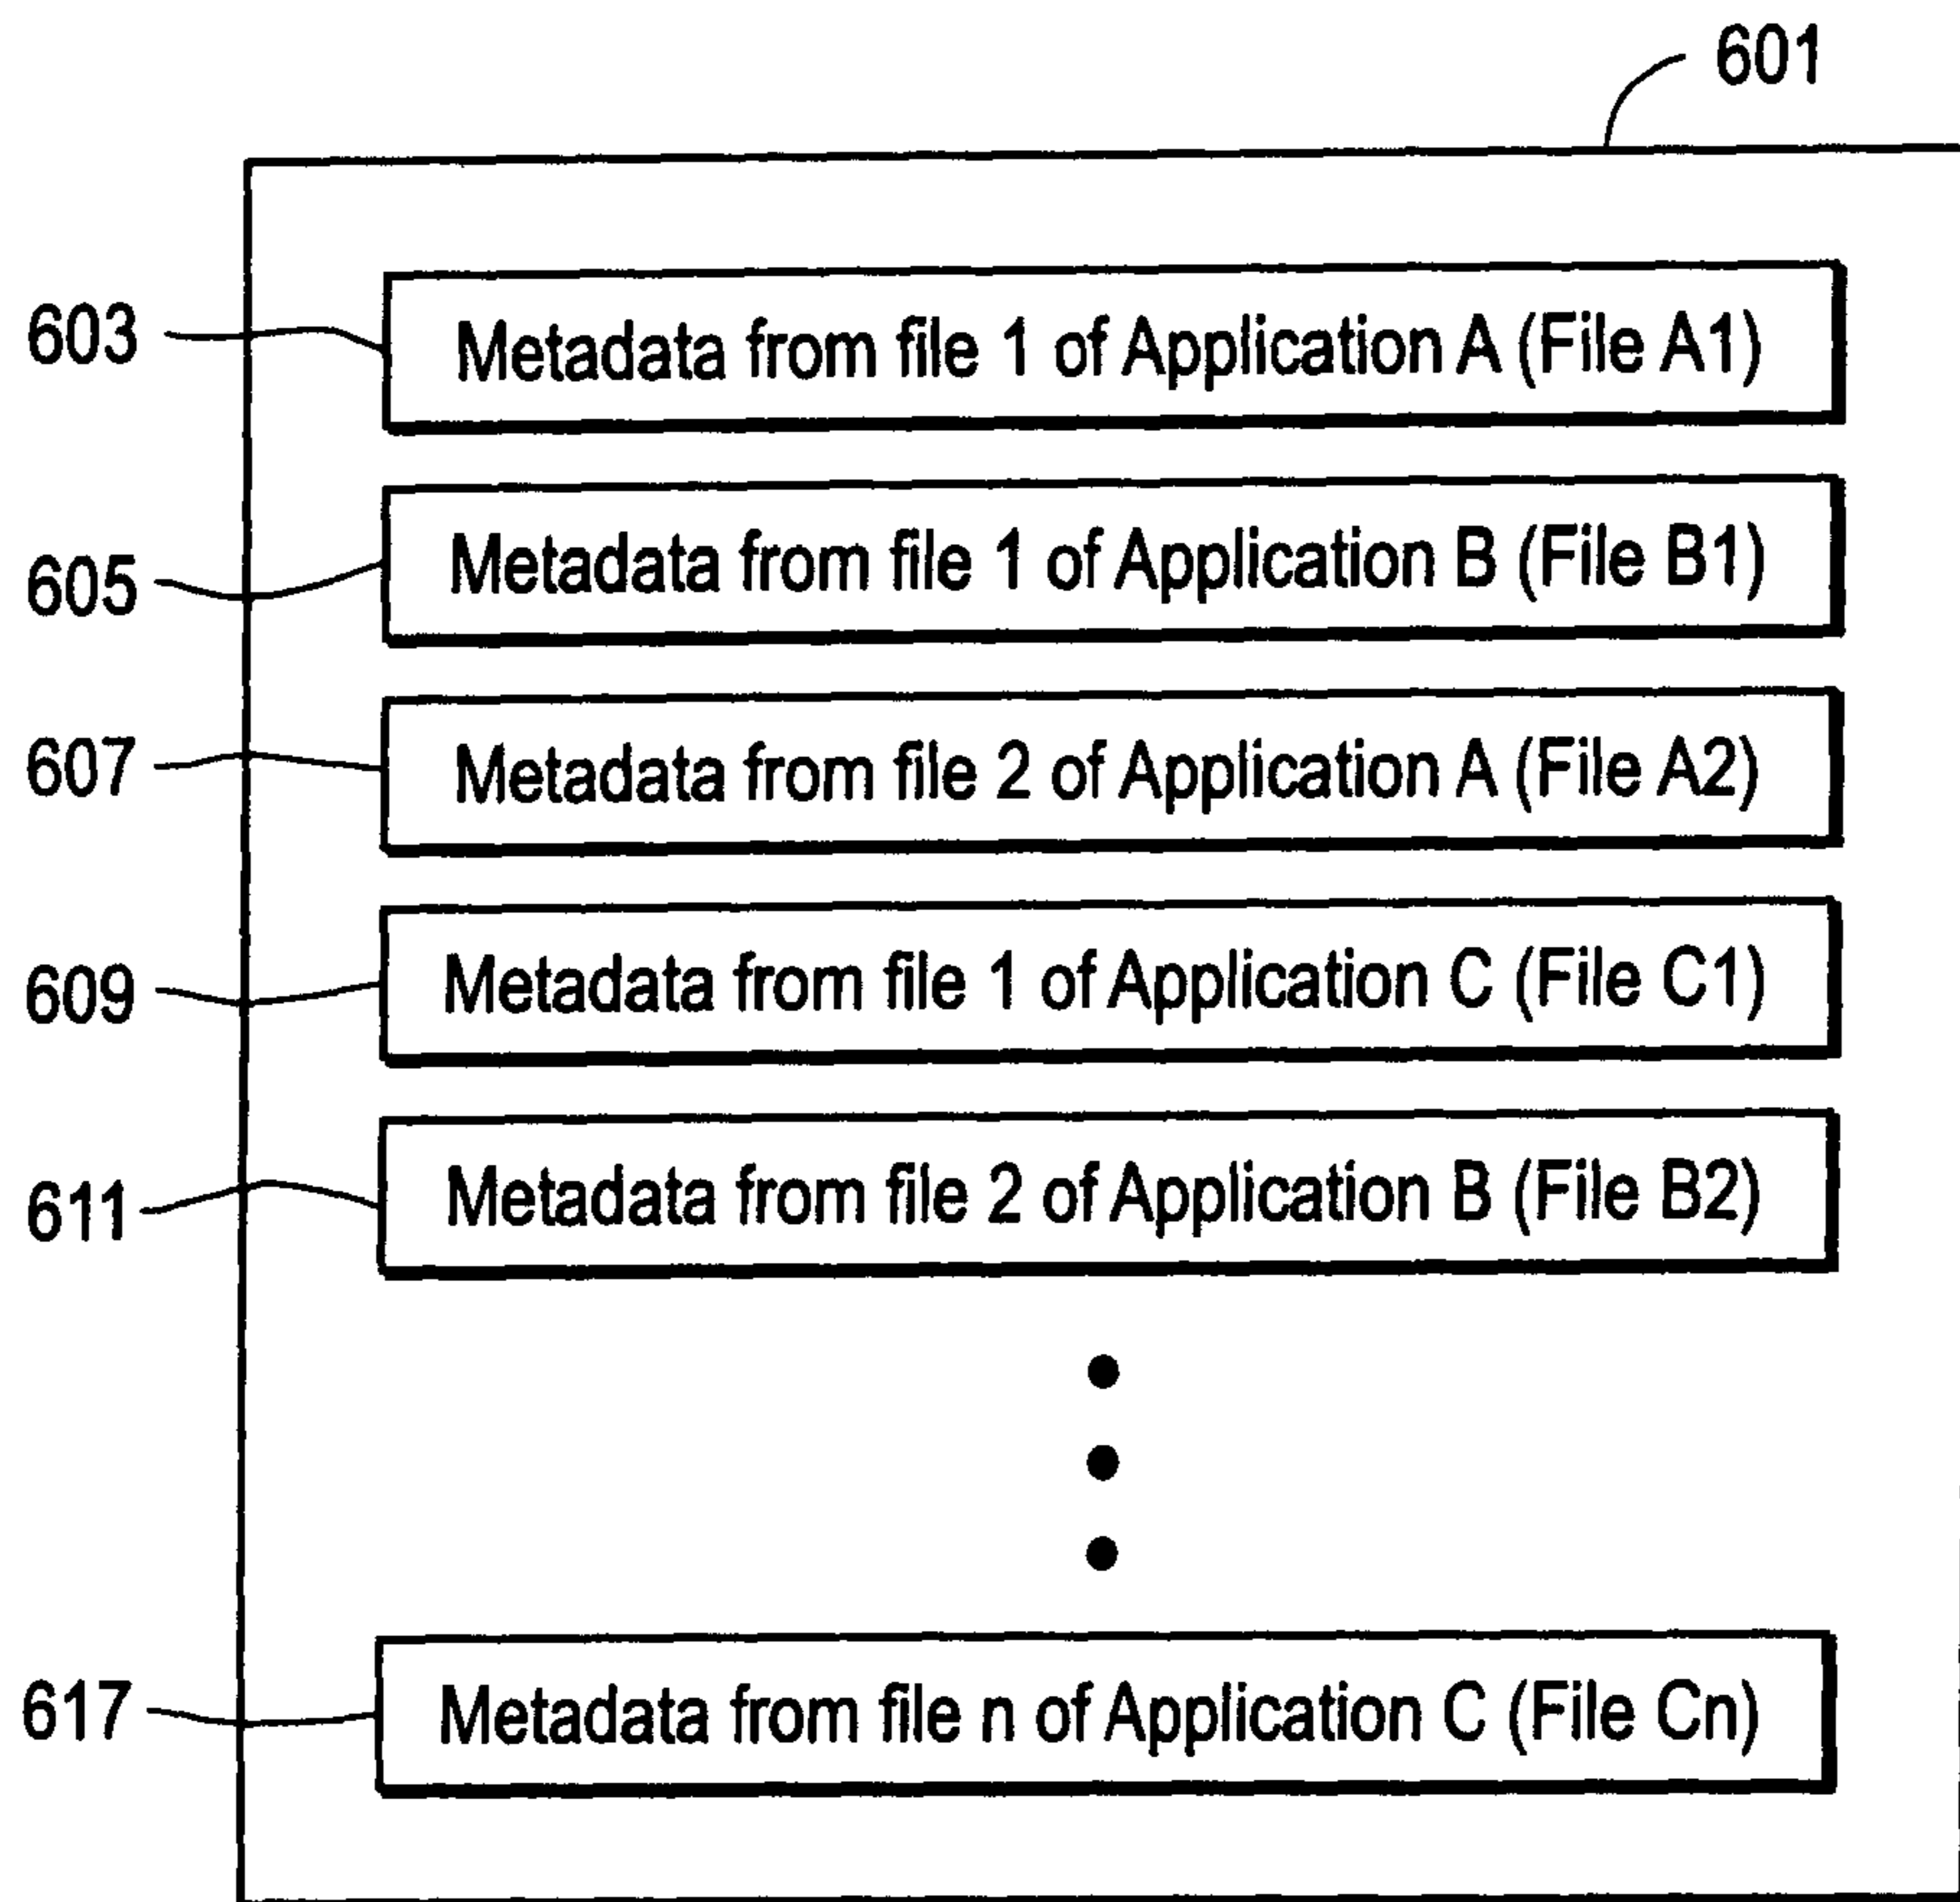 601
603 Metadata from file 1 of Application A (File A1)
605 Metadata from file 1 of Application B (File B1)
607 Metadata from file 2 of Application A (File A2)
609 Metadata from file 1 of Application C (File C1)
611 Metadata from file 2 of Application B (File B2)
617 Metadata from file n of Application C (File Cn)